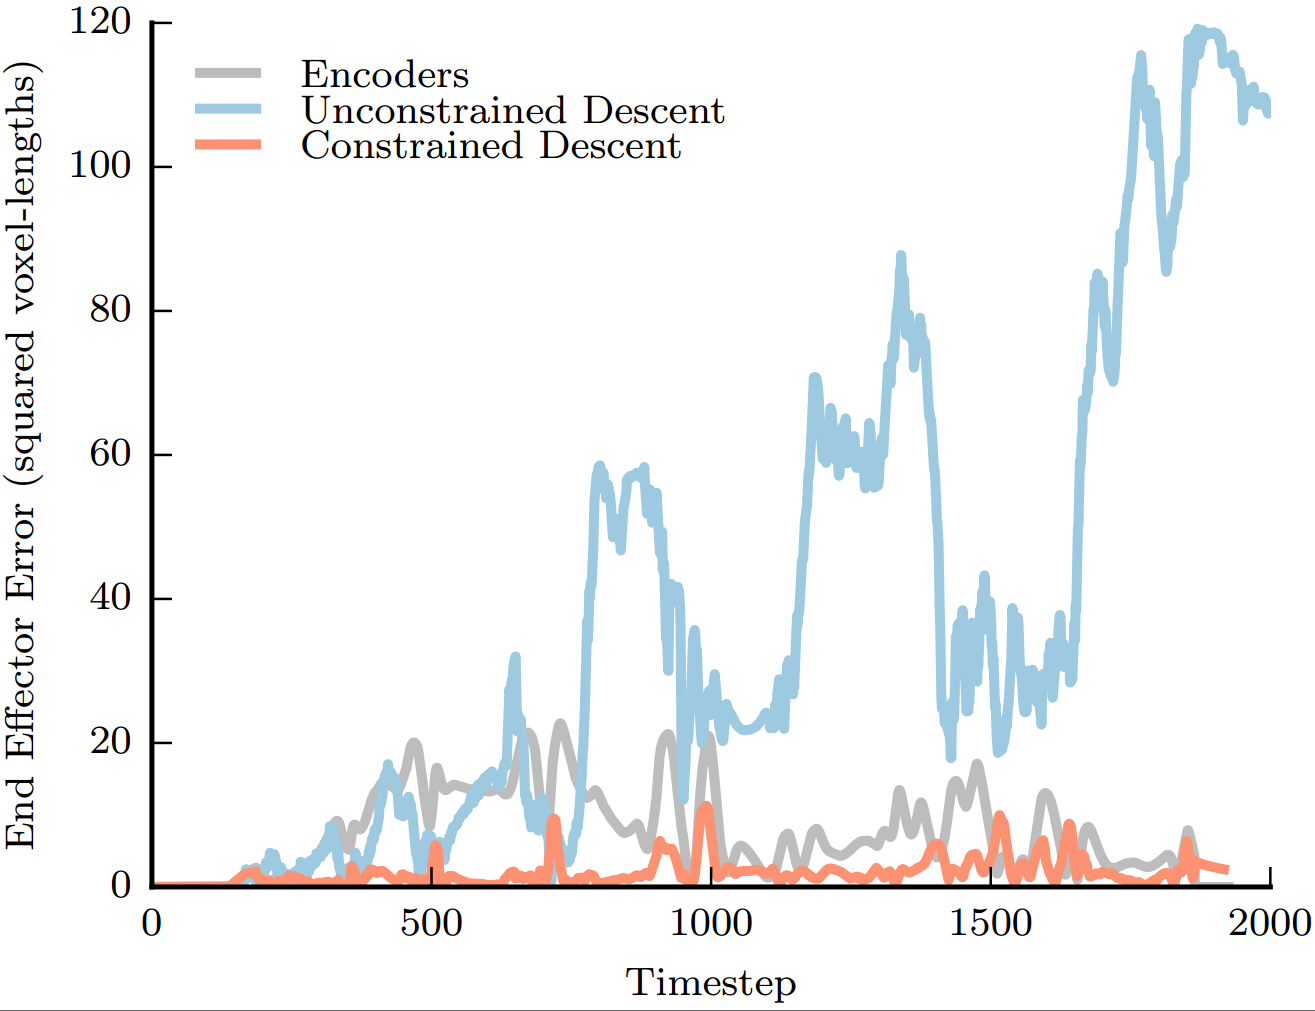 End Effector Error (squared voxel-lengths)
120
100
80
60
40
20
0
Encoders
Unconstrained Descent
Constrained Descent
0 500 1000 1500 2000
Timestep